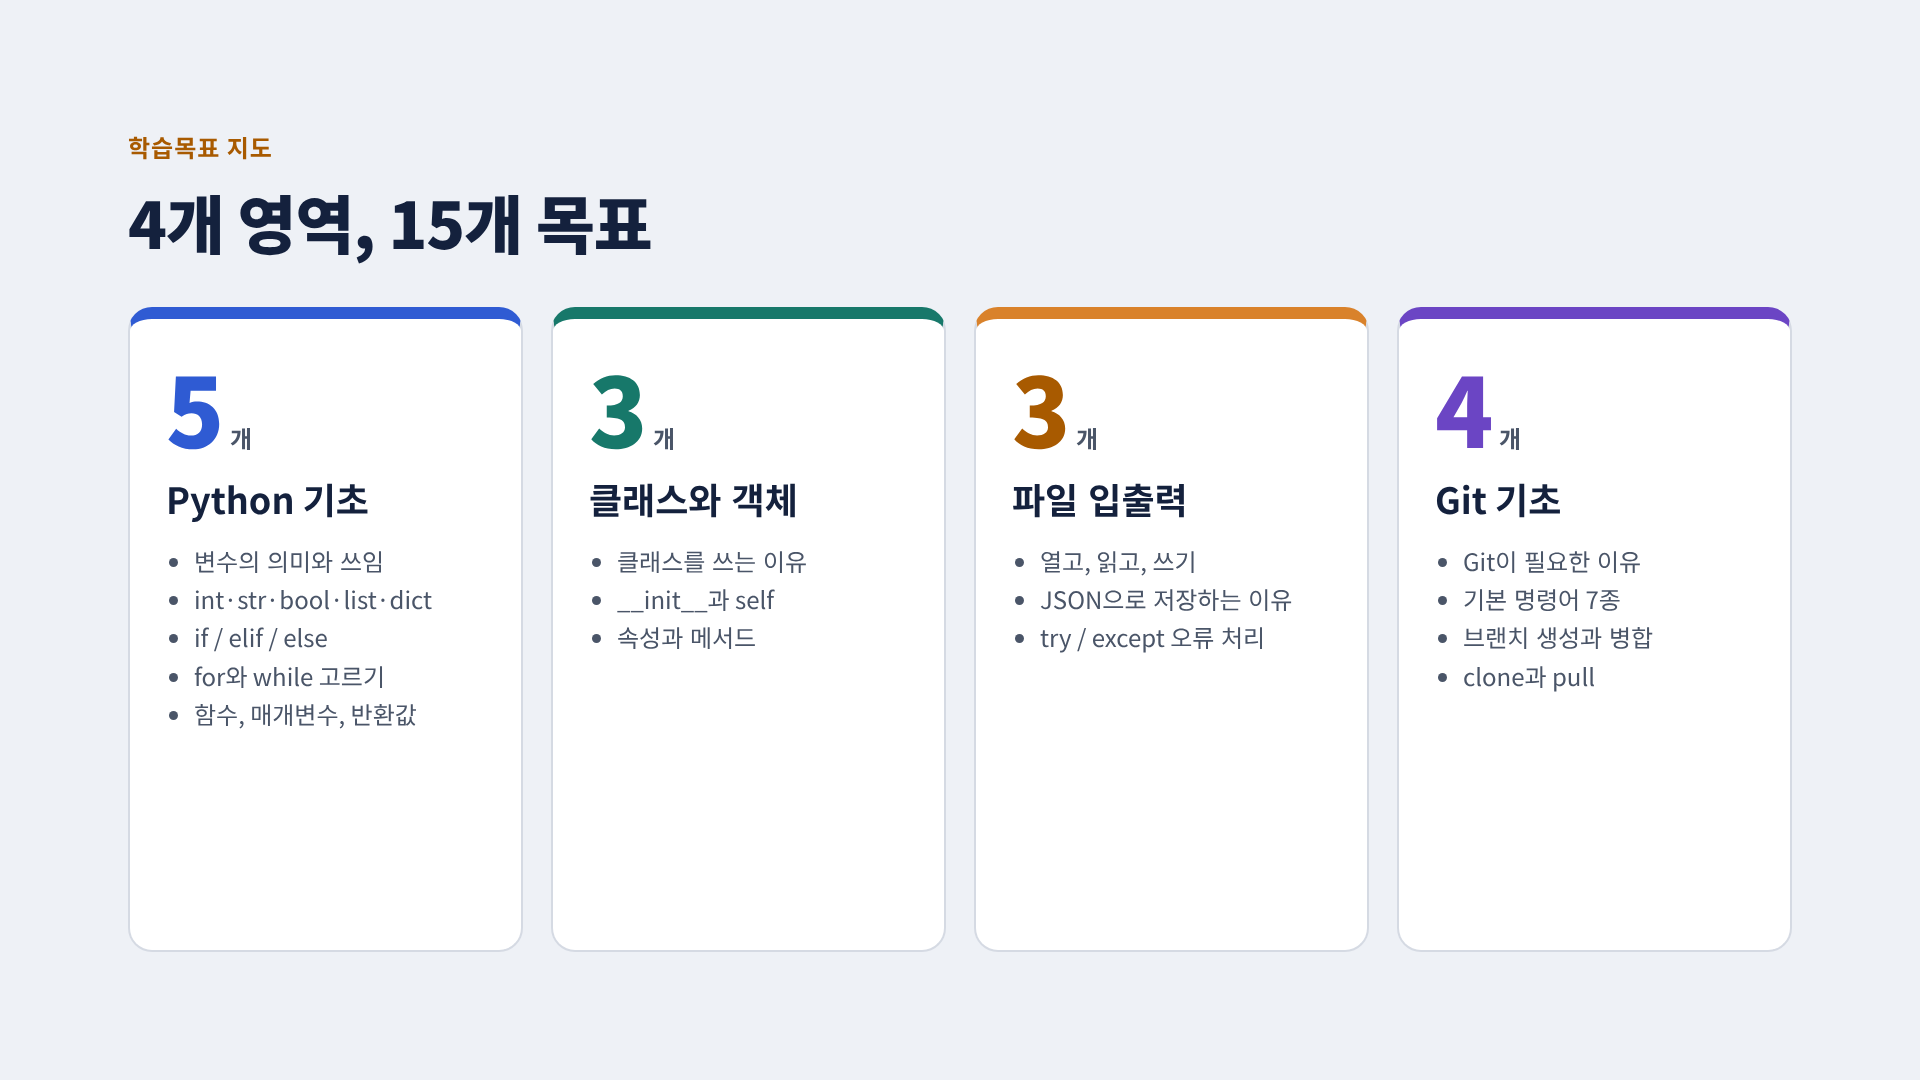 학습목표 지도
4개 영역, 15개 목표
5 개
Python 기초
변수의 의미와 쓰임
int · str · bool · list · dict
if / elif / else
for와 while 고르기
함수, 매개변수, 반환값
3 개
클래스와 객체
클래스를 쓰는 이유
__init__과 self
속성과 메서드
3 개
파일 입출력
열고, 읽고, 쓰기
JSON으로 저장하는 이유
try / except 오류 처리
4 개
Git 기초
Git이 필요한 이유
기본 명령어 7종
브랜치 생성과 병합
clone과 pull